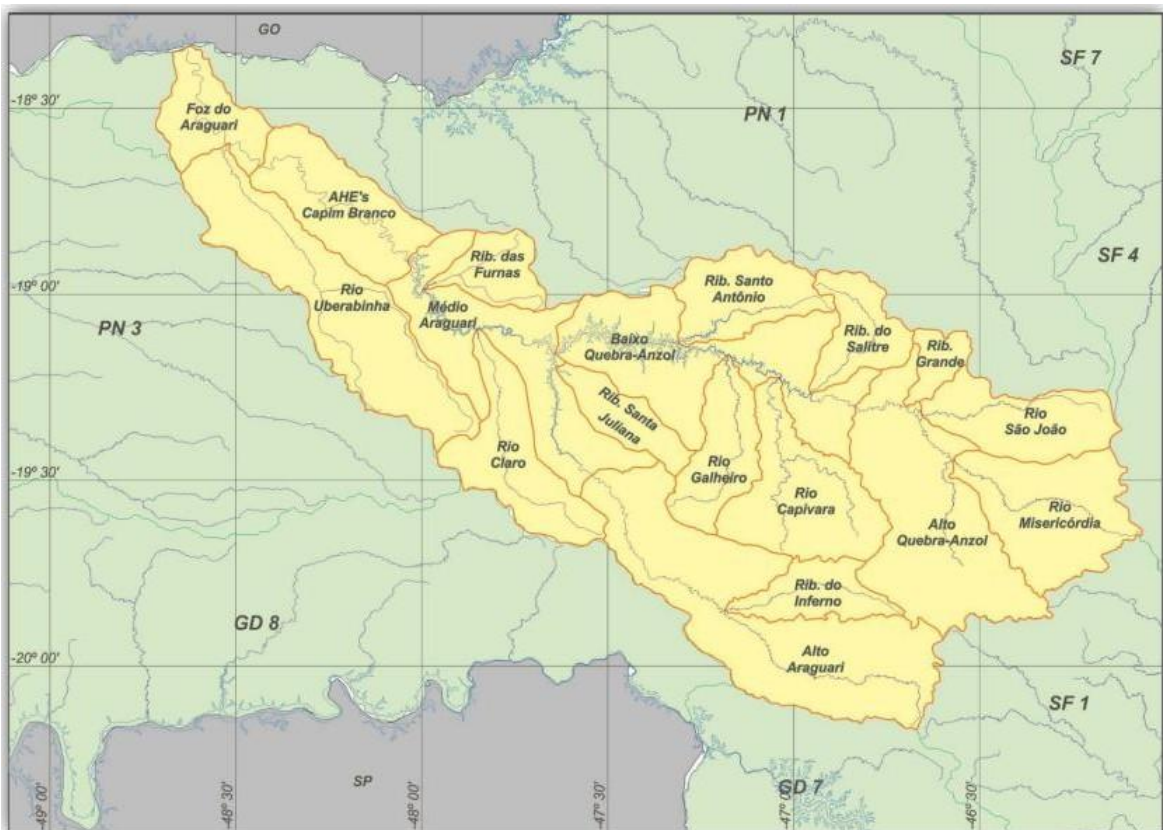 GO
SF 7
-18º 30'
Foz do
Araguari
PN 1
AHE's
Capim Branco
Rib. das
Furnas
SF 4
-19º 00'
Rio
Uberabinha
Médio
Araguari
Rib. Santo
Antônio
PN 3
Baixo
Quebra-Anzol
Rib. do
Salitre
Rib.
Grande
Rib. Santa
Juliana
Rio
São João
-19º 30'
Rio
Claro
Rio
Galheiro
Rio
Capivara
Alto
Quebra-Anzol
Rio
Misericórdia
Rib. do
Inferno
GD 8
-20º 00'
Alto
Araguari
SF 1
SP
GD 7
-49º 00'
-48º 30'
-48º 00'
-47º 30'
-47º 00'
-46º 30'